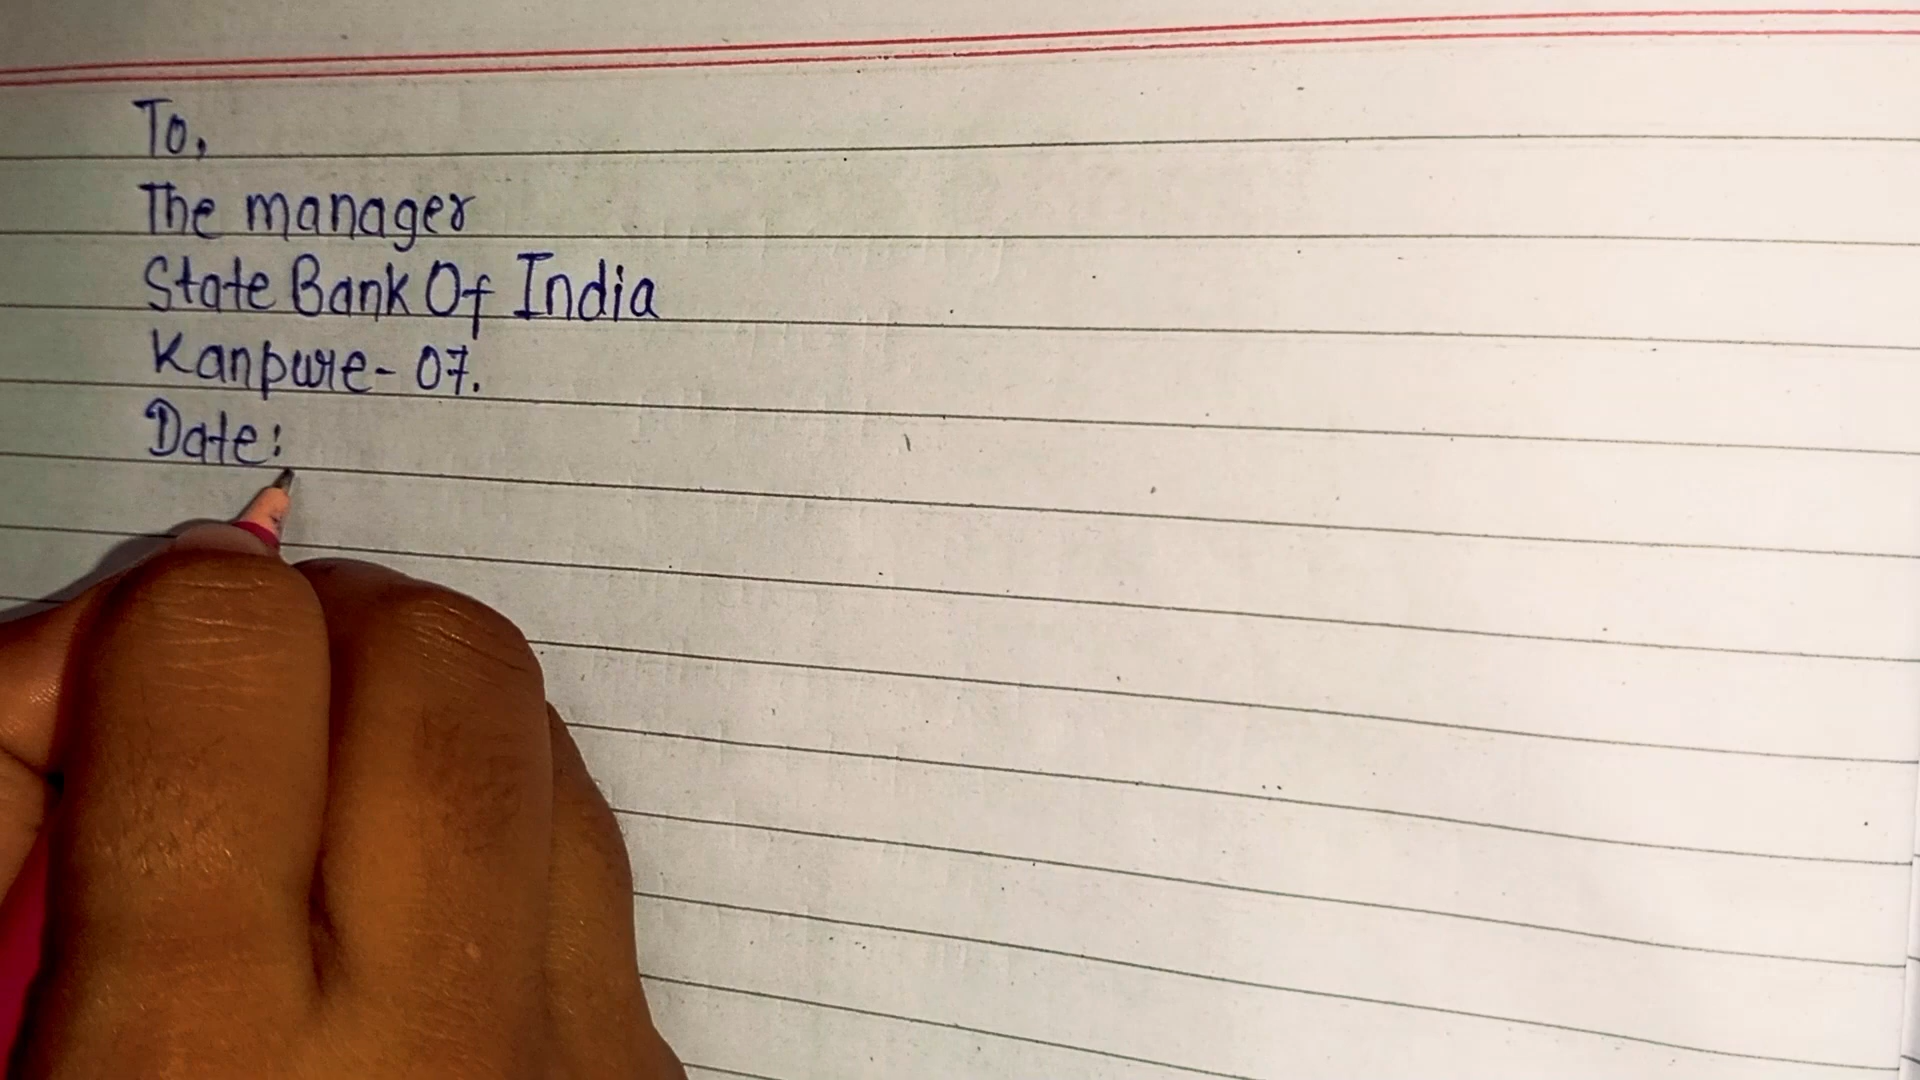 To,
The manager
State Bank Of India
Kanpure- 07.
Date: